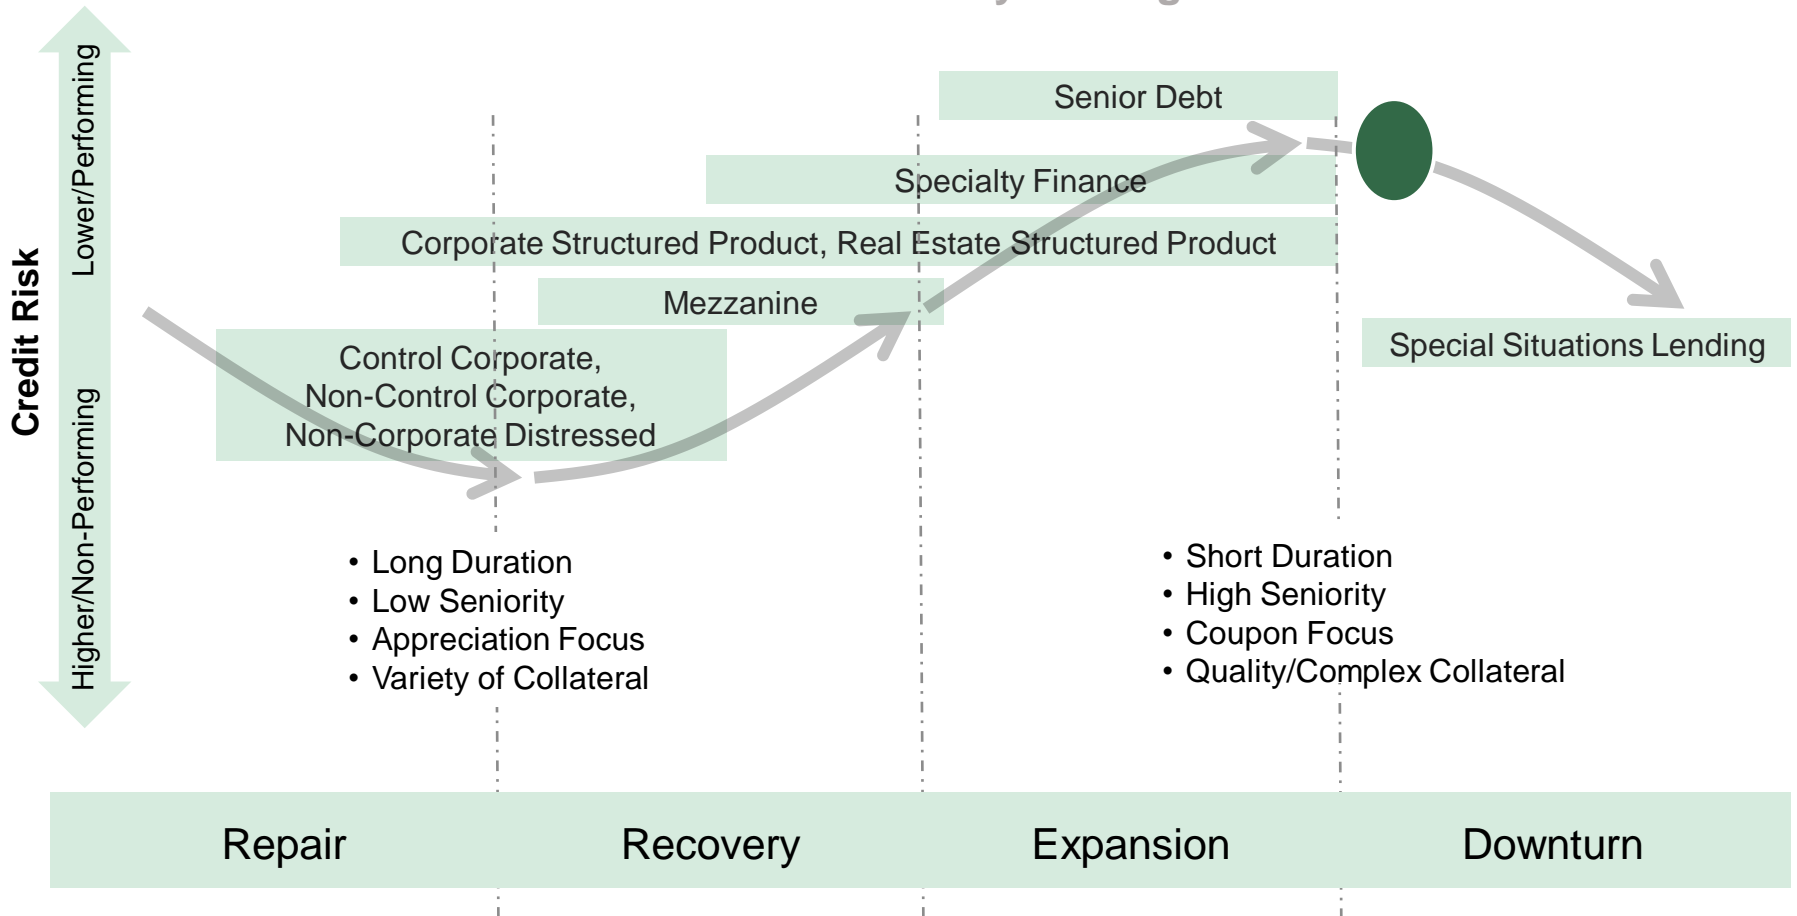 Senior Debt
Specialty Finance
Corporate Structured Product, Real Estate Structured Product
Mezzanine
Control Corporate,
Non-Control Corporate,
Non-Corporate Distressed
Special Situations Lending
Credit Risk
Lower/Performing
Higher/Non-Performing
• Long Duration
• Low Seniority
• Appreciation Focus
• Variety of Collateral
• Short Duration
• High Seniority
• Coupon Focus
• Quality/Complex Collateral
Repair
Recovery
Expansion
Downturn